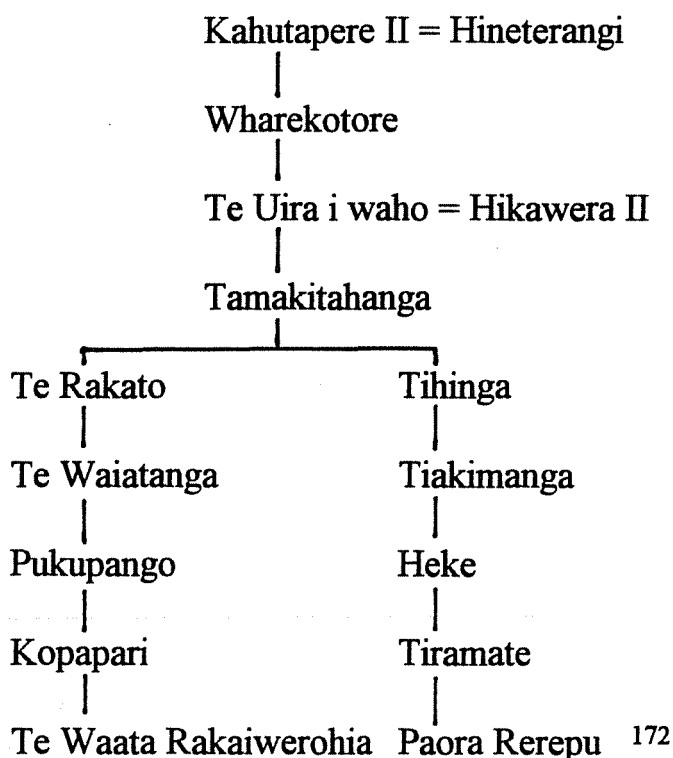 Kahutapere II = Hineterangi
Wharekotore
Te Uira i waho = Hikawera II
Tamakitahanga
Te Rakato Tihinga
Te Waiatanga Tiakimanga
Pukupango Heke
Kopapari Tiramate
Te Waata Rakaiwerohia Paora Rerepu 172